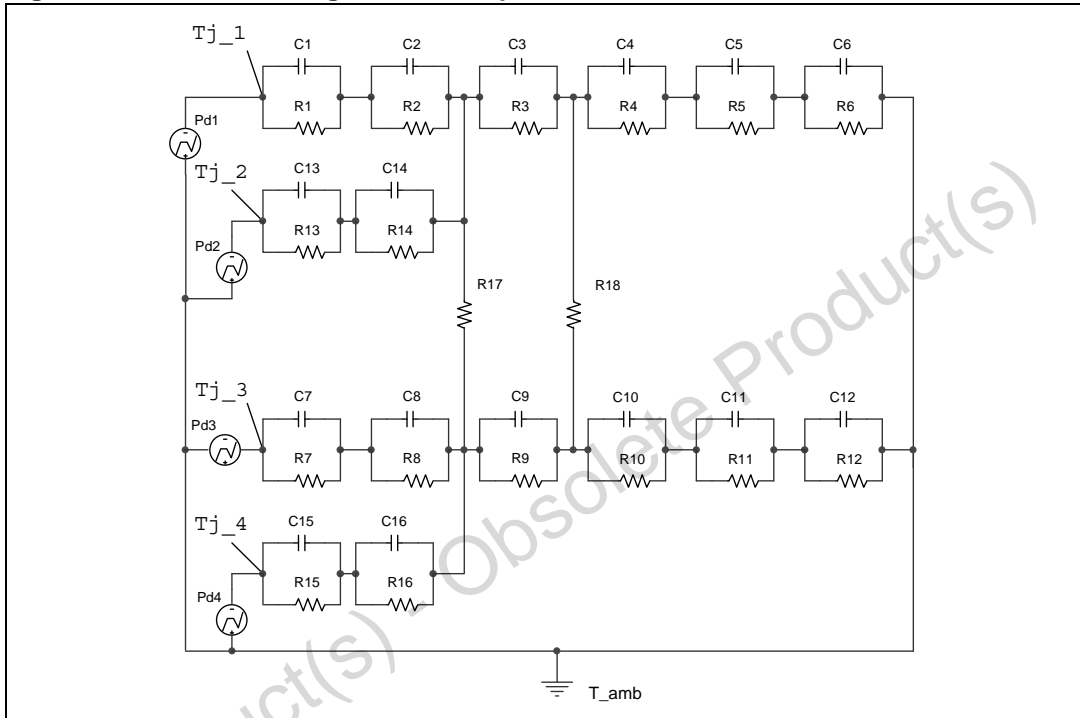 Tj_1
C1 C2 C3 C4 C5 C6
R1 R2 R3 R4 R5 R6
Pd1
Tj_2
C13 C14
R13 R14
Pd2
R17 R18
Tj_3
C7 C8 C9 C10 C11 C12
Pd3
R7 R8 R9 R10 R11 R12
Tj_4
C15 C16
R15 R16
Pd4
T_amb
uct(s) - Obsolete Product(s)